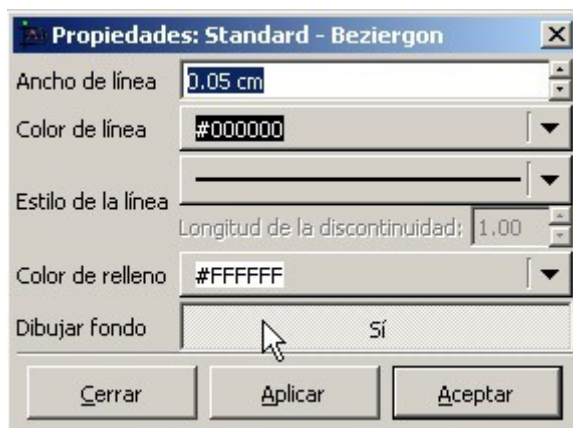 Propiedades: Standard - Beziergon
Ancho de línea 0.05 cm
Color de línea #000000
Estilo de la línea
Longitud de la discontinuidad: 1.00
Color de relleno #FFFFFF
Dibujar fondo Sí
Cerrar Aplicar Aceptar